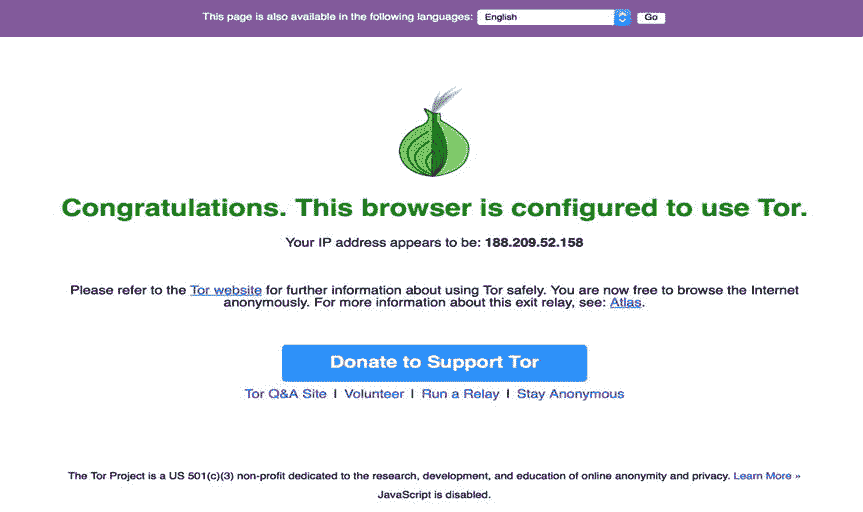 This page is also available in the following languages: English Go
Congratulations. This browser is configured to use Tor.
Your IP address appears to be: 188.209.52.158
Please refer to the Tor website for further information about using Tor safely. You are now free to browse the Internet
anonymously. For more information about this exit relay, see: Atlas.
Donate to Support Tor
Tor Q&A Site | Volunteer | Run a Relay | Stay Anonymous
The Tor Project is a US 501(c)(3) non-profit dedicated to the research, development, and education of online anonymity and privacy. Learn More »
JavaScript is disabled.